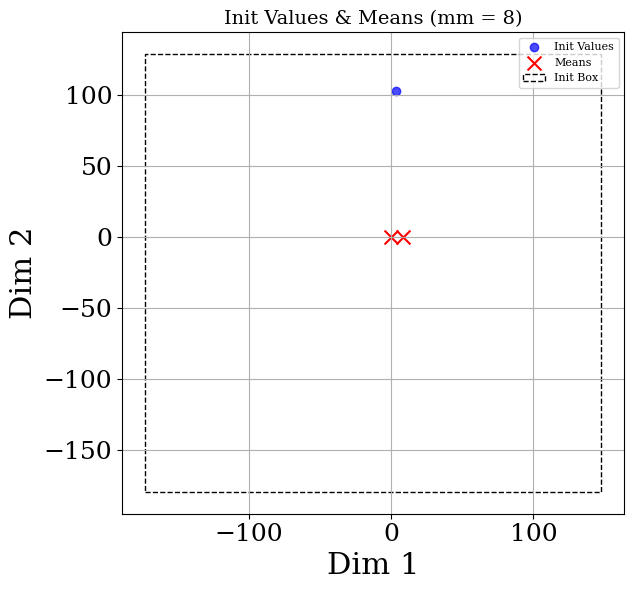 Init Values & Means (mm = 8)
Init Values
Means
Init Box
100
50
0
−50
−100
−150
Dim 2
−100
0
100
Dim 1